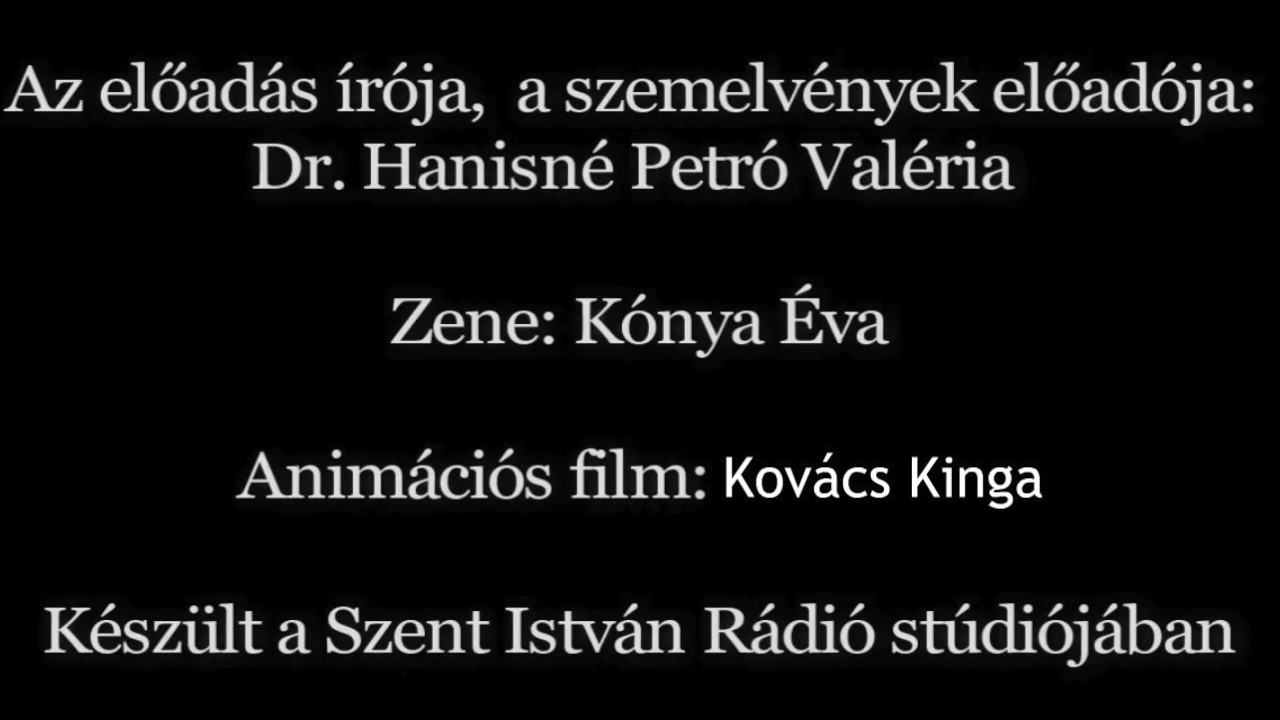 Az előadás írója, a szemelvények előadója:
Dr. Hanisné Petró Valéria
Zene: Kónya Éva
Animációs film: Kovács Kinga
Készült a Szent István Rádió stúdiójában